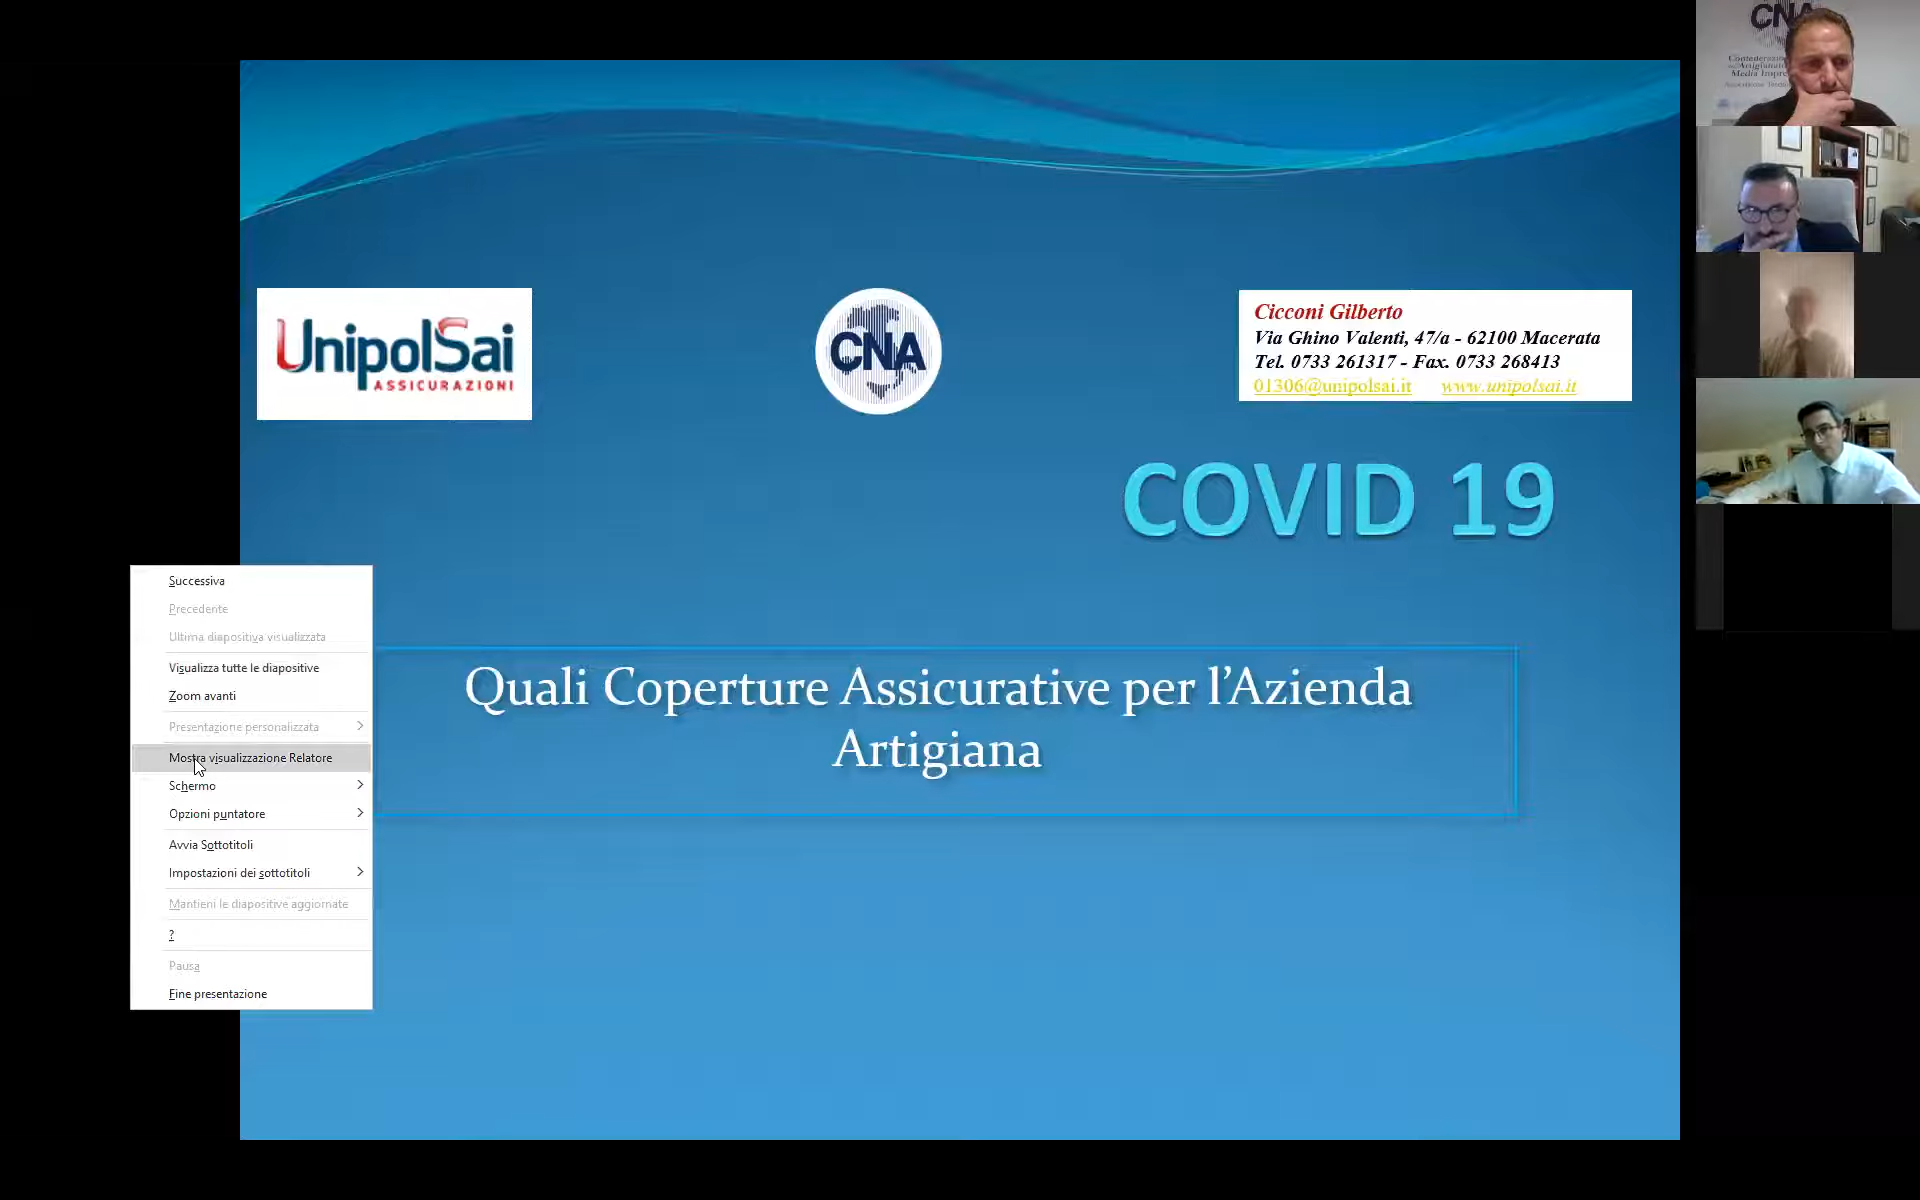 UnipolSai
ASSICURAZIONI
CNA
Cicconi Gilberto
Via Ghino Valenti, 47/a - 62100 Macerata
Tel. 0733 261317 - Fax. 0733 268413
01306@unipolsai.it www.unipolsai.it
COVID 19
Quali Coperture Assicurative per l’Azienda
Artigiana
Successiva
Precedente
Ultima diapositiva visualizzata
Visualizza tutte le diapositive
Zoom avanti
Presentazione personalizzata
Mostra visualizzazione Relatore
Schermo
Opzioni puntatore
Avvia Sottotitoli
Impostazioni dei sottotitoli
Mantieni le diapositive aggiornate
?
Pausa
Fine presentazione
CNA
Media